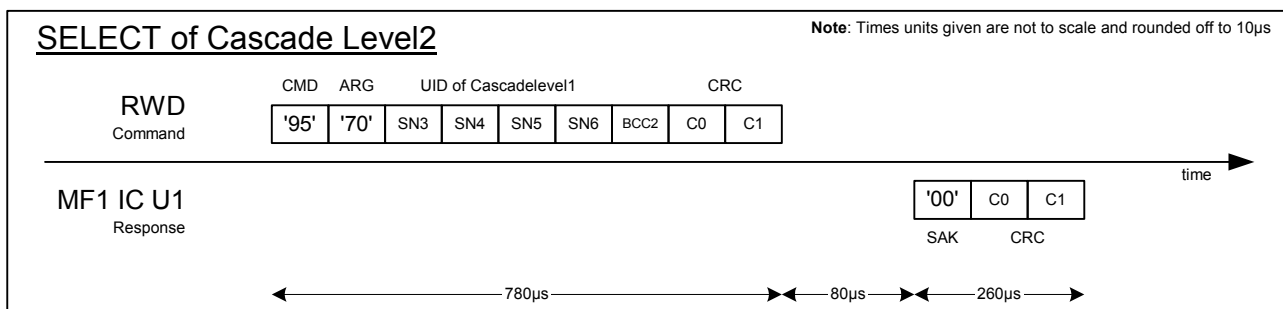 SELECT of Cascade Level2
Note: Times units given are not to scale and rounded off to 10µs
CMD ARG UID of Cascadelevel1 CRC
RWD
Command
'95' '70' SN3 SN4 SN5 SN6 BCC2 C0 C1
time
MF1 IC U1
Response
'00' C0 C1
SAK CRC
780µs 80µs 260µs